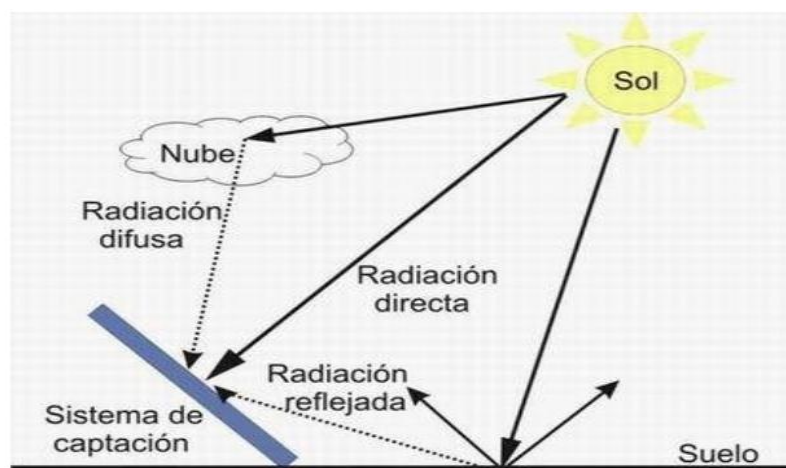 Sol
Nube
Radiación
difusa
Radiación
directa
Radiación
reflejada
Sistema de
captación
Suelo